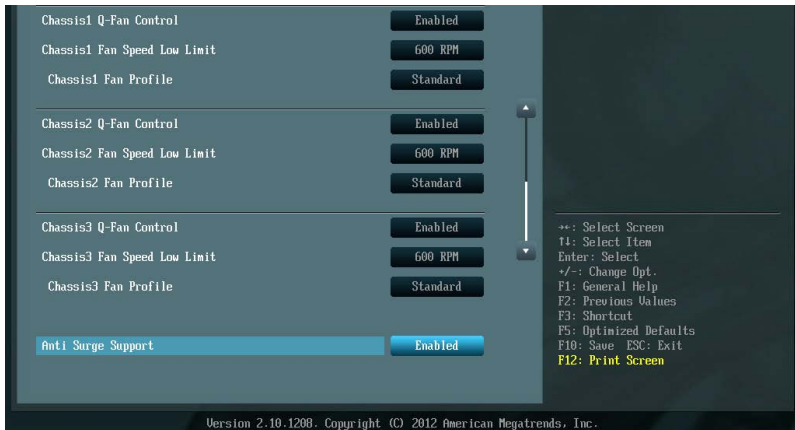 Chassis1 Q-Fan Control Enabled
Chassis1 Fan Speed Low Limit 600 RPM
Chassis1 Fan Profile Standard
Chassis2 Q-Fan Control Enabled
Chassis2 Fan Speed Low Limit 600 RPM
Chassis2 Fan Profile Standard
Chassis3 Q-Fan Control Enabled
Chassis3 Fan Speed Low Limit 600 RPM
Chassis3 Fan Profile Standard
Anti Surge Support Enabled
→←: Select Screen
↑↓: Select Item
Enter: Select
+/-: Change Opt.
F1: General Help
F2: Previous Values
F3: Shortcut
F5: Optimized Defaults
F10: Save ESC: Exit
F12: Print Screen
Version 2.10.1208. Copyright (C) 2012 American Megatrends, Inc.